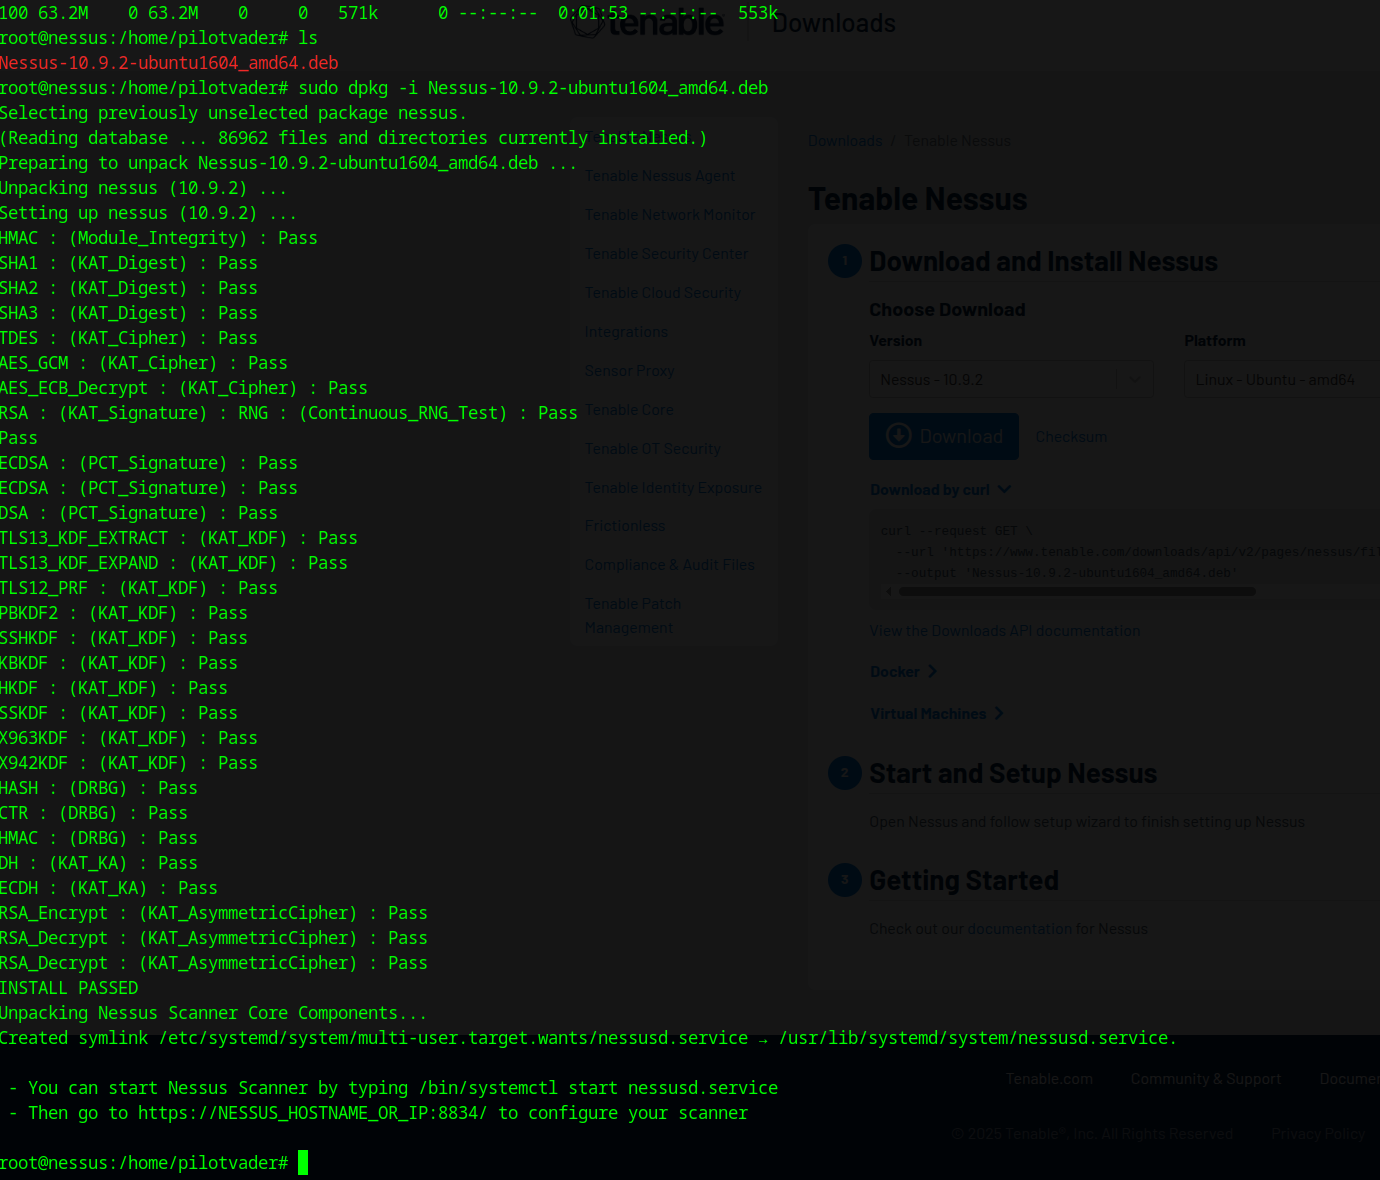 100 63.2M    0 63.2M    0     0   571k      0 --:--:--  0:01:53 --:--:--  553k
root@nessus:/home/pilotvader# ls
Nessus-10.9.2-ubuntu1604_amd64.deb
root@nessus:/home/pilotvader# sudo dpkg -i Nessus-10.9.2-ubuntu1604_amd64.deb
Selecting previously unselected package nessus.
(Reading database ... 86962 files and directories currently installed.)
Preparing to unpack Nessus-10.9.2-ubuntu1604_amd64.deb ...
Unpacking nessus (10.9.2) ...
Setting up nessus (10.9.2) ...
HMAC : (Module_Integrity) : Pass
SHA1 : (KAT_Digest) : Pass
SHA2 : (KAT_Digest) : Pass
SHA3 : (KAT_Digest) : Pass
TDES : (KAT_Cipher) : Pass
AES_GCM : (KAT_Cipher) : Pass
AES_ECB_Decrypt : (KAT_Cipher) : Pass
RSA : (KAT_Signature) : RNG : (Continuous_RNG_Test) : Pass
Pass
ECDSA : (PCT_Signature) : Pass
ECDSA : (PCT_Signature) : Pass
DSA : (PCT_Signature) : Pass
TLS13_KDF_EXTRACT : (KAT_KDF) : Pass
TLS13_KDF_EXPAND : (KAT_KDF) : Pass
TLS12_PRF : (KAT_KDF) : Pass
PBKDF2 : (KAT_KDF) : Pass
SSHKDF : (KAT_KDF) : Pass
KBKDF : (KAT_KDF) : Pass
HKDF : (KAT_KDF) : Pass
SSKDF : (KAT_KDF) : Pass
X963KDF : (KAT_KDF) : Pass
X942KDF : (KAT_KDF) : Pass
HASH : (DRBG) : Pass
CTR : (DRBG) : Pass
HMAC : (DRBG) : Pass
DH : (KAT_KA) : Pass
ECDH : (KAT_KA) : Pass
RSA_Encrypt : (KAT_AsymmetricCipher) : Pass
RSA_Decrypt : (KAT_AsymmetricCipher) : Pass
RSA_Decrypt : (KAT_AsymmetricCipher) : Pass
INSTALL PASSED
Unpacking Nessus Scanner Core Components...
Created symlink /etc/systemd/system/multi-user.target.wants/nessusd.service → /usr/lib/systemd/system/nessusd.service.
 - You can start Nessus Scanner by typing /bin/systemctl start nessusd.service
 - Then go to https://NESSUS_HOSTNAME_OR_IP:8834/ to configure your scanner
root@nessus:/home/pilotvader#
tenable
Downloads
Tenable Nessus Agent
Tenable Network Monitor
Tenable Security Center
Tenable Cloud Security
Integrations
Sensor Proxy
Tenable Core
Tenable OT Security
Tenable Identity Exposure
Frictionless
Compliance & Audit Files
Tenable Patch
Management
Downloads / Tenable Nessus
Tenable Nessus
1 Download and Install Nessus
Choose Download
Version
Platform
Nessus - 10.9.2
Linux - Ubuntu - amd64
Download
Checksum
Download by curl
curl --request GET \
  --url 'https://www.tenable.com/downloads/api/v2/pages/nessus/fil
  --output 'Nessus-10.9.2-ubuntu1604_amd64.deb'
View the Downloads API documentation
Docker
Virtual Machines
2 Start and Setup Nessus
Open Nessus and follow setup wizard to finish setting up Nessus
3 Getting Started
Check out our documentation for Nessus
Tenable.com
Community & Support
Documen
© 2025 Tenable®, Inc. All Rights Reserved
Privacy Policy